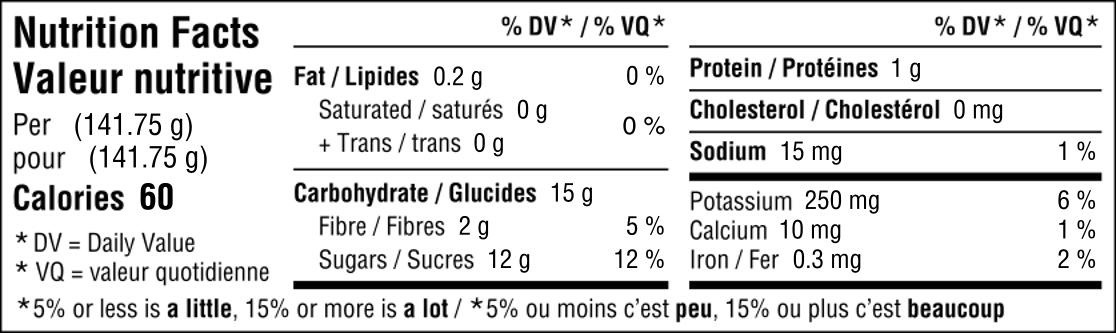 Nutrition Facts
Valeur nutritive
Per (141.75 g)
pour (141.75 g)
Calories 60
* DV = Daily Value
* VQ = valeur quotidienne
% DV* / % VQ*
Fat / Lipides 0.2 g 0 %
Saturated / saturés 0 g
+ Trans / trans 0 g
0 %
Carbohydrate / Glucides 15 g
Fibre / Fibres 2 g 5 %
Sugars / Sucres 12 g 12 %
% DV* / % VQ*
Protein / Protéines 1 g
Cholesterol / Cholestérol 0 mg
Sodium 15 mg 1 %
Potassium 250 mg 6 %
Calcium 10 mg 1 %
Iron / Fer 0.3 mg 2 %
*5% or less is a little, 15% or more is a lot / *5% ou moins c'est peu, 15% ou plus c'est beaucoup